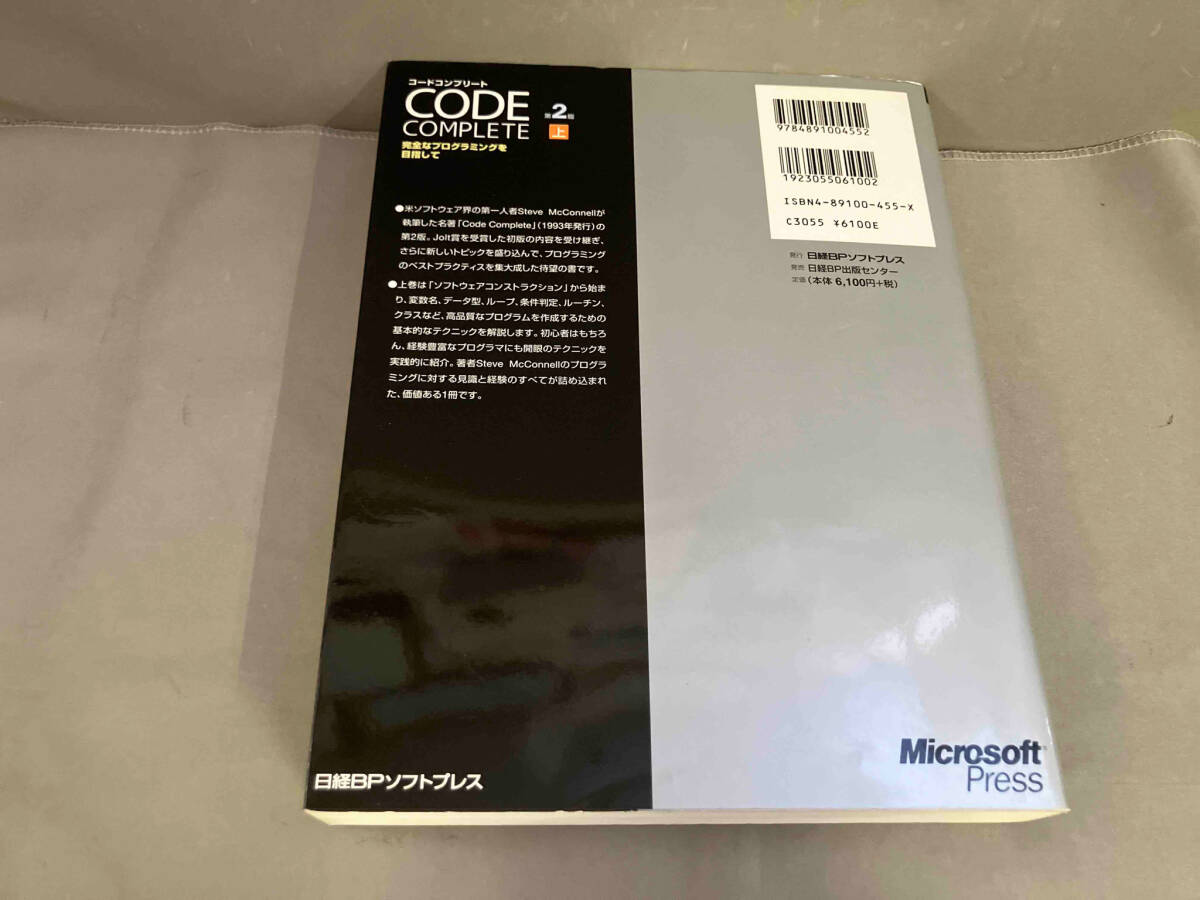 コードコンプリート
CODE
COMPLETE
第2版
上
完全なプログラミングを
目指して
●米ソフトウェア界の第一人者Steve McConnellが
執筆した名著「Code Complete」(1993年発行)の
第2版。Jolt賞を受賞した初版の内容を受け継ぎ、
さらに新しいトピックを盛り込んで、プログラミング
のベストプラクティスを集大成した待望の書です。
●上巻は「ソフトウェアコンストラクション」から始ま
り、変数名、データ型、ループ、条件判定、ルーチン、
クラスなど、高品質なプログラムを作成するための
基本的なテクニックを解説します。初心者はもちろ
ん、経験豊富なプログラマにも開眼のテクニックを
実践的に紹介。著者Steve McConnellのプログラ
ミングに対する見識と経験のすべてが詰め込まれ
た、価値ある1冊です。
日経BPソフトプレス
9784891004552
1923055061002
ISBN4-89100-455-X
C3055 ¥6100E
発行 日経BPソフトプレス
発売 日経BP出版センター
定価 (本体 6,100円+税)
Microsoft
Press